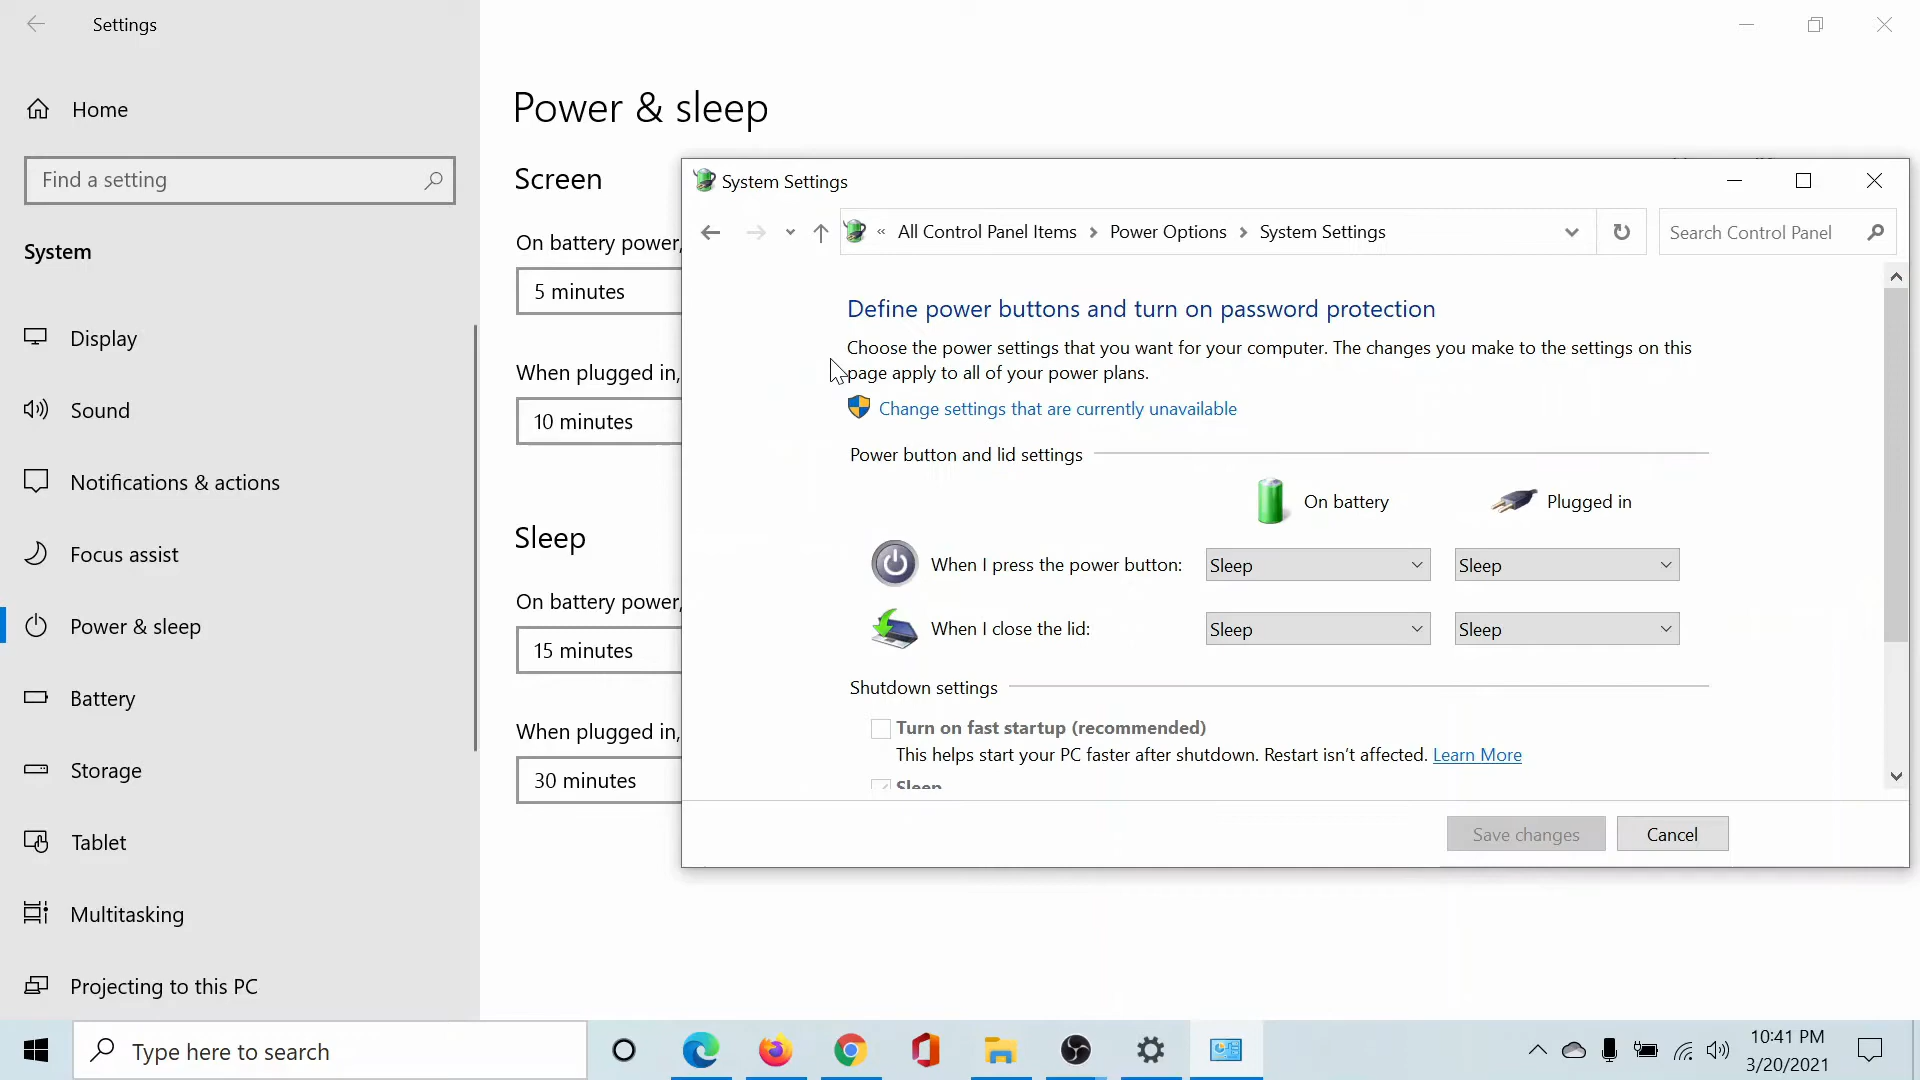 Settings
Home
Find a setting
System
Display
Sound
Notifications & actions
Focus assist
Power & sleep
Battery
Storage
Tablet
Multitasking
Projecting to this PC
Power & sleep
Screen
On battery power,
5 minutes
When plugged in,
10 minutes
Sleep
On battery power,
15 minutes
When plugged in,
30 minutes
System Settings
« All Control Panel Items > Power Options > System Settings
Search Control Panel
Define power buttons and turn on password protection
Choose the power settings that you want for your computer. The changes you make to the settings on this
page apply to all of your power plans.
Change settings that are currently unavailable
Power button and lid settings
On battery
Plugged in
When I press the power button:
Sleep
Sleep
When I close the lid:
Sleep
Sleep
Shutdown settings
Turn on fast startup (recommended)
This helps start your PC faster after shutdown. Restart isn't affected. Learn More
Sleep
Save changes
Cancel
Type here to search
10:41 PM
3/20/2021